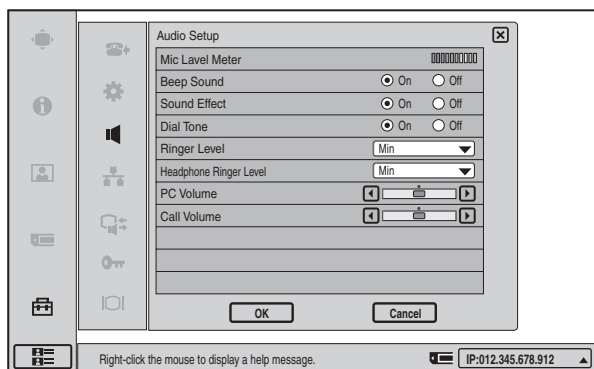 Audio Setup
Mic Lavel Meter
Beep Sound On Off
Sound Effect On Off
Dial Tone On Off
Ringer Level Min
Headphone Ringer Level Min
PC Volume
Call Volume
OK Cancel
Right-click the mouse to display a help message. IP:012.345.678.912